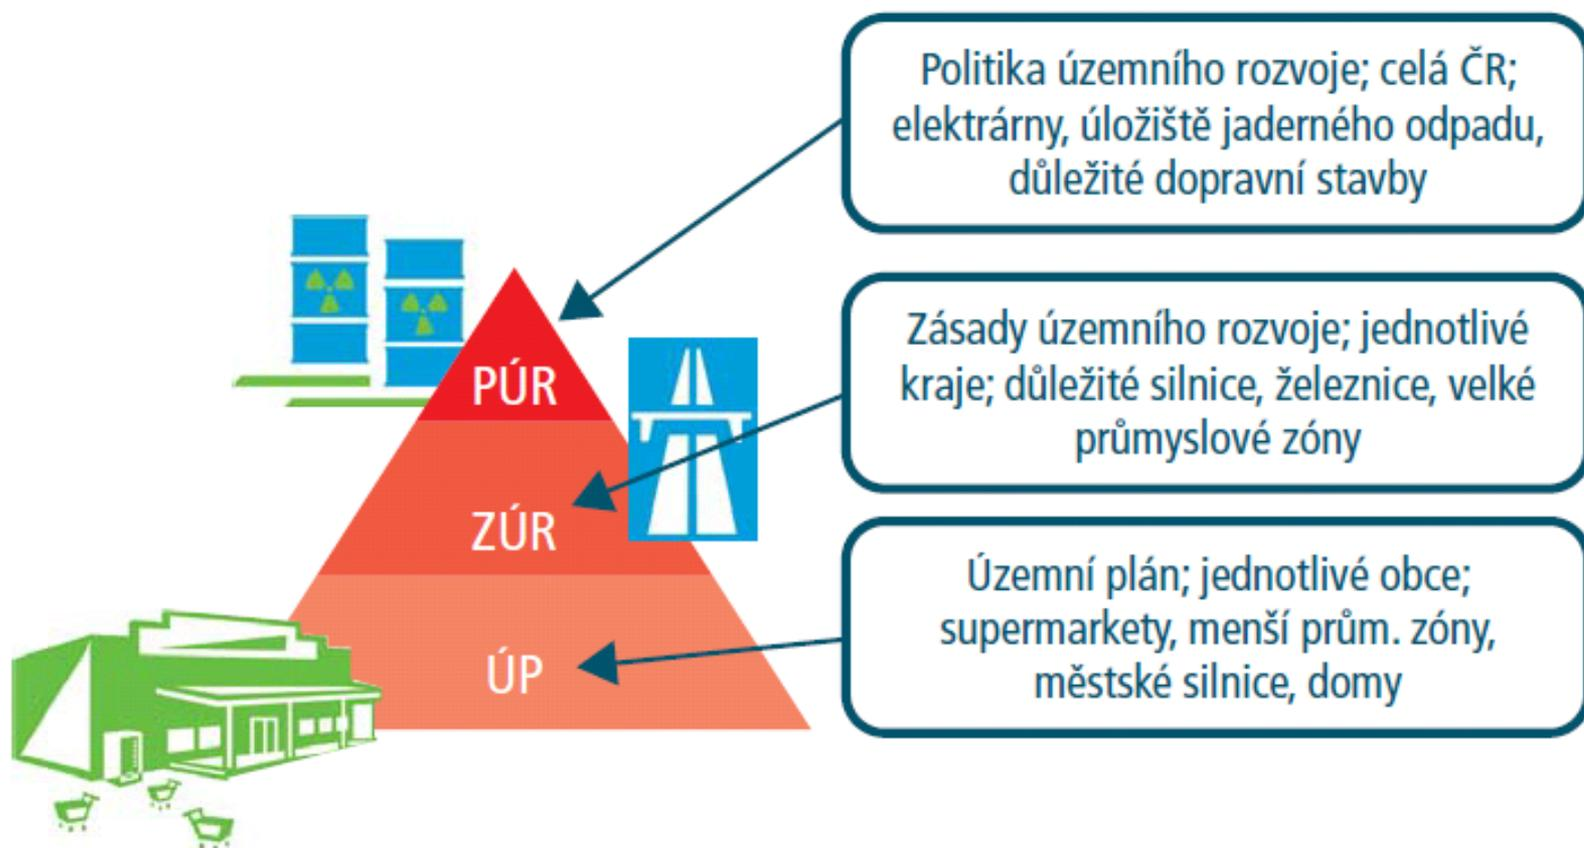 Politika územního rozvoje; celá ČR;
elektrárny, úložiště jaderného odpadu,
důležité dopravní stavby
PÚR
Zásady územního rozvoje; jednotlivé
kraje; důležité silnice, železnice, velké
průmyslové zóny
ZÚR
Územní plán; jednotlivé obce;
supermarkety, menší prům. zóny,
městské silnice, domy
ÚP